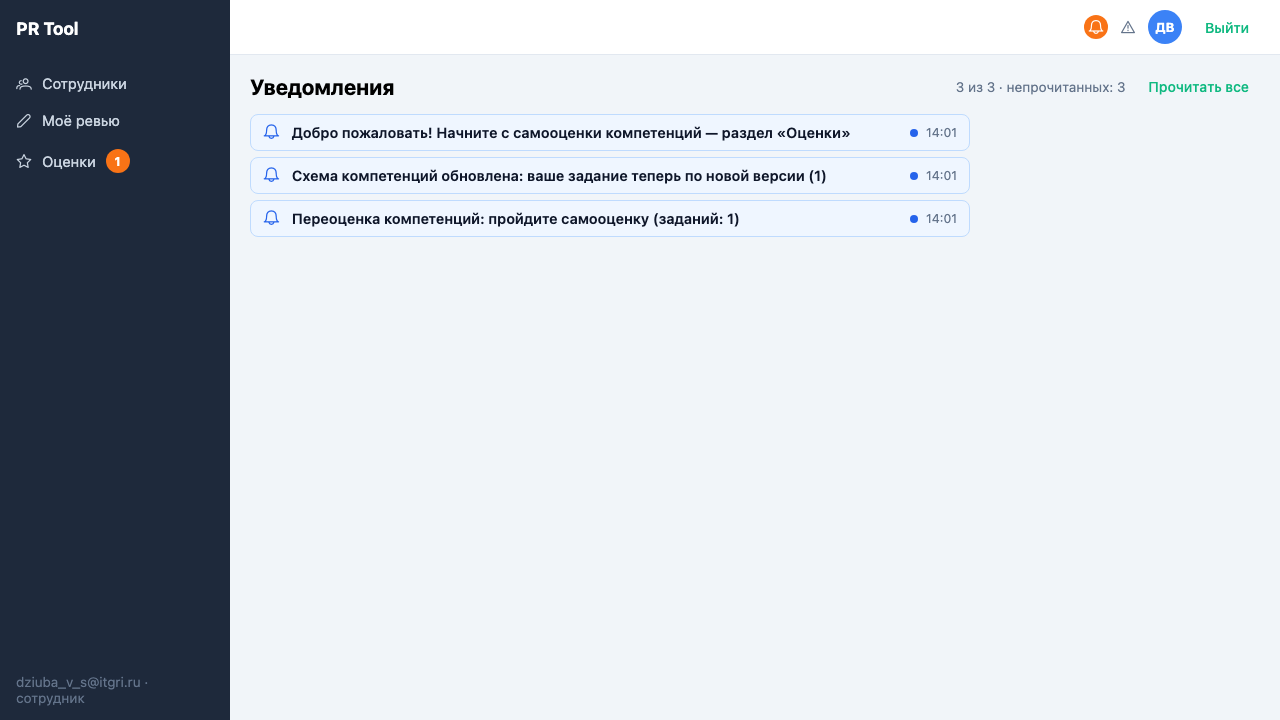 PR Tool
Сотрудники
Моё ревью
Оценки 1
dziuba_v_s@itgri.ru ·
сотрудник
ДВ Выйти
Уведомления 3 из 3 · непрочитанных: 3 Прочитать все
Добро пожаловать! Начните с самооценки компетенций — раздел «Оценки» 14:01
Схема компетенций обновлена: ваше задание теперь по новой версии (1) 14:01
Переоценка компетенций: пройдите самооценку (заданий: 1) 14:01